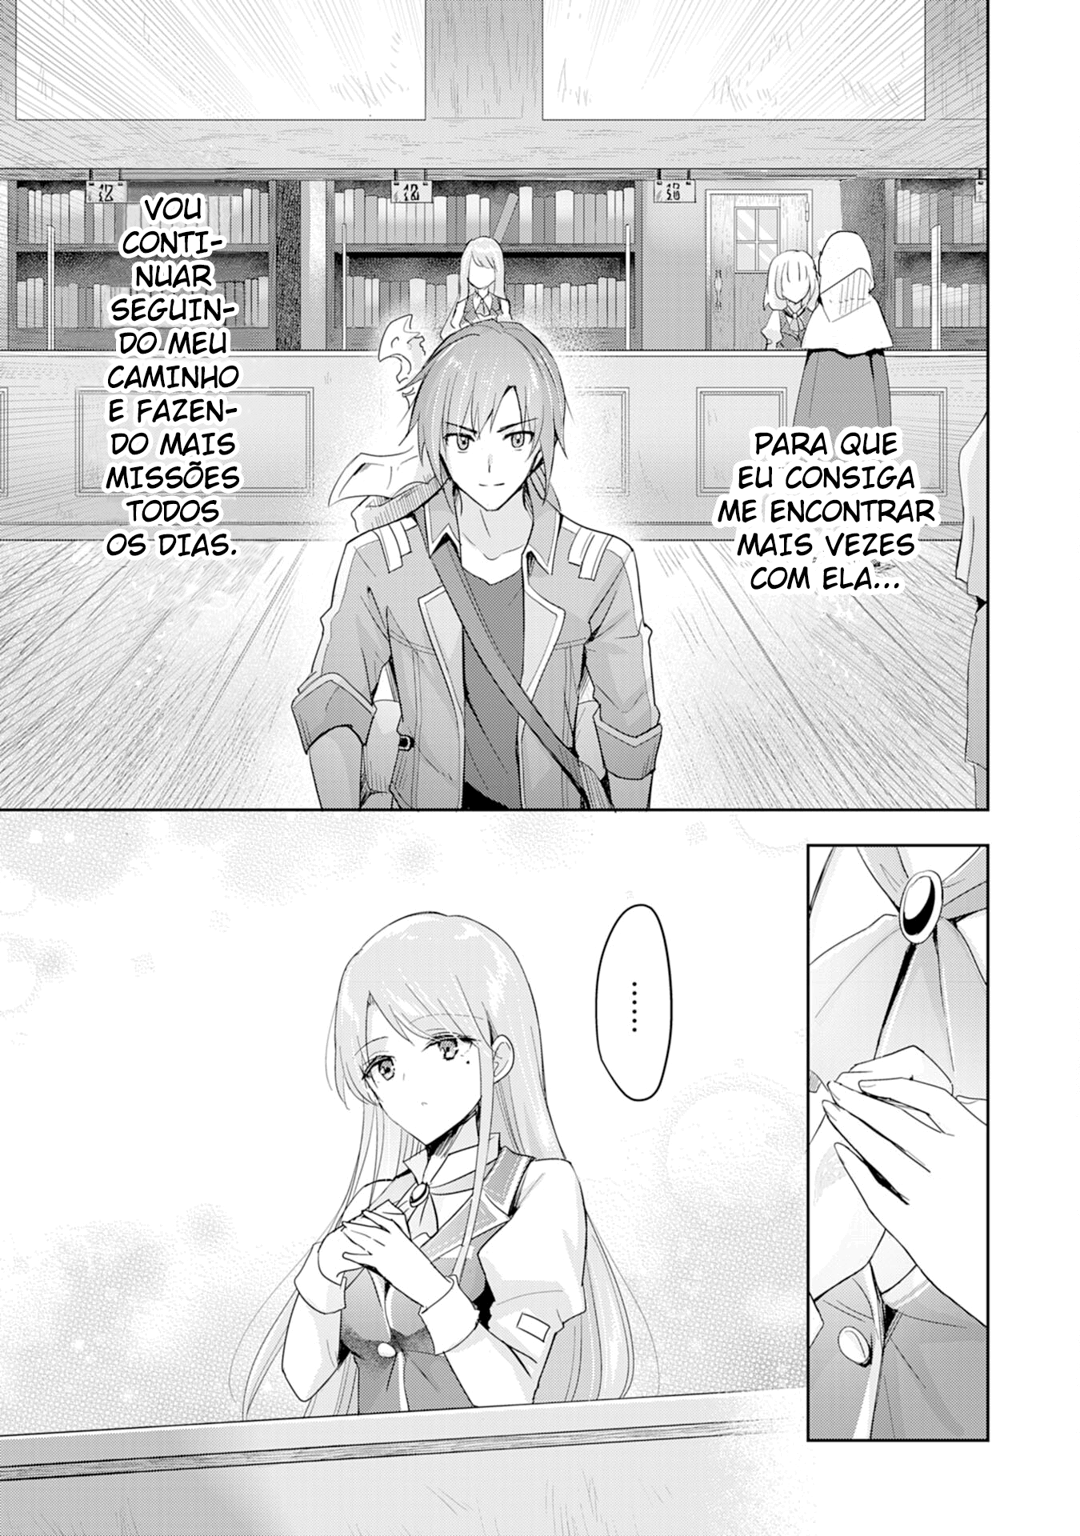 PARA QUE
EU CONSIGA
ME ENCONTRAR
MAIS VEZES
COM ELA...
VOU
CONTI-
NUAR
SEGUIN-
DO MEU
CAMINHO
E FAZEN-
DO MAIS
MISSÕES
TODOS
OS DIAS.
.......